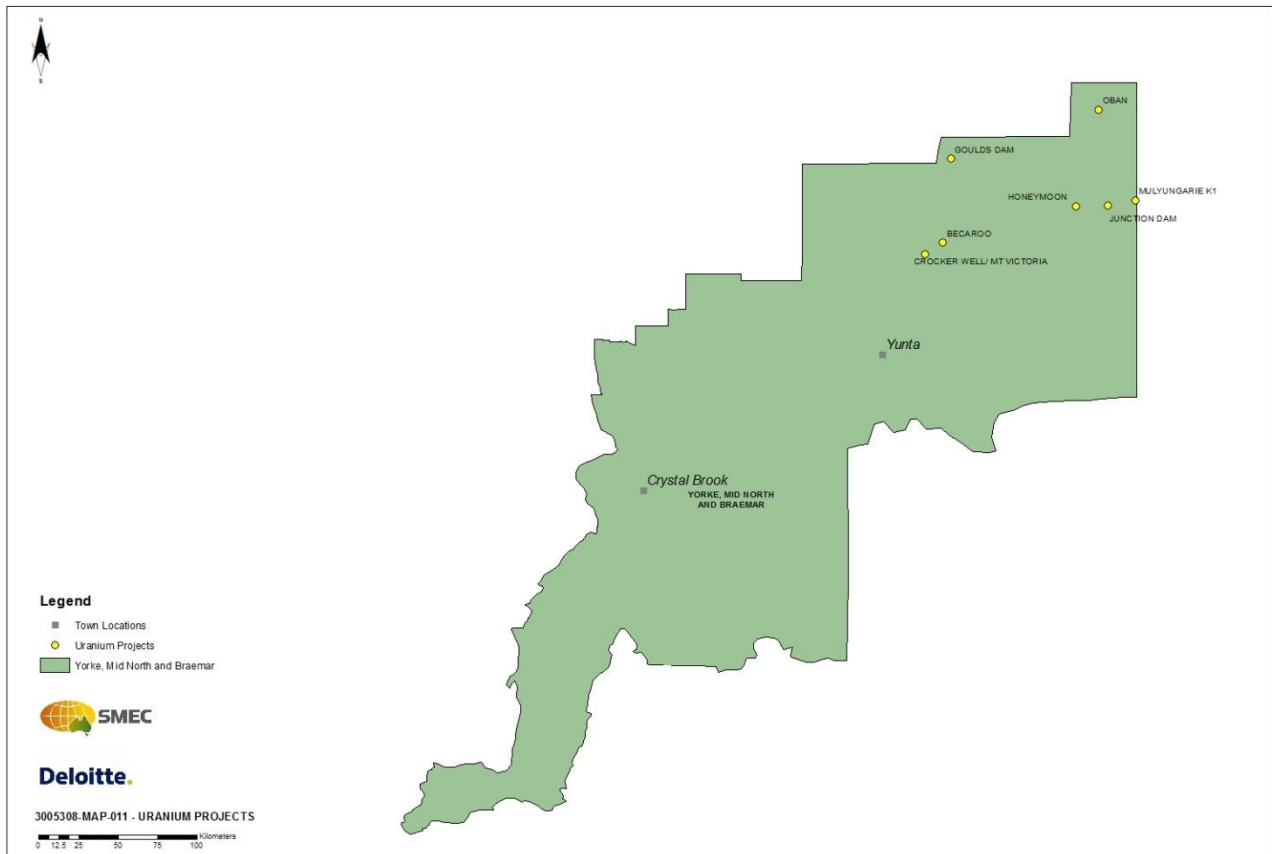 N
S
OBAN
GOULDS DAM
MULYUNGARIE K1
HONEYMOON
JUNCTION DAM
BECAROO
CROCKER WELL/ MT VICTORIA
Yunta
Crystal Brook
YORKE, MID NORTH
AND BRAEMAR
Legend
Town Locations
Uranium Projects
Yorke, Mid North and Braemar
SMEC
Deloitte.
3005308-MAP-011 - URANIUM PROJECTS
Kilometers
0 12.5 25 50 75 100